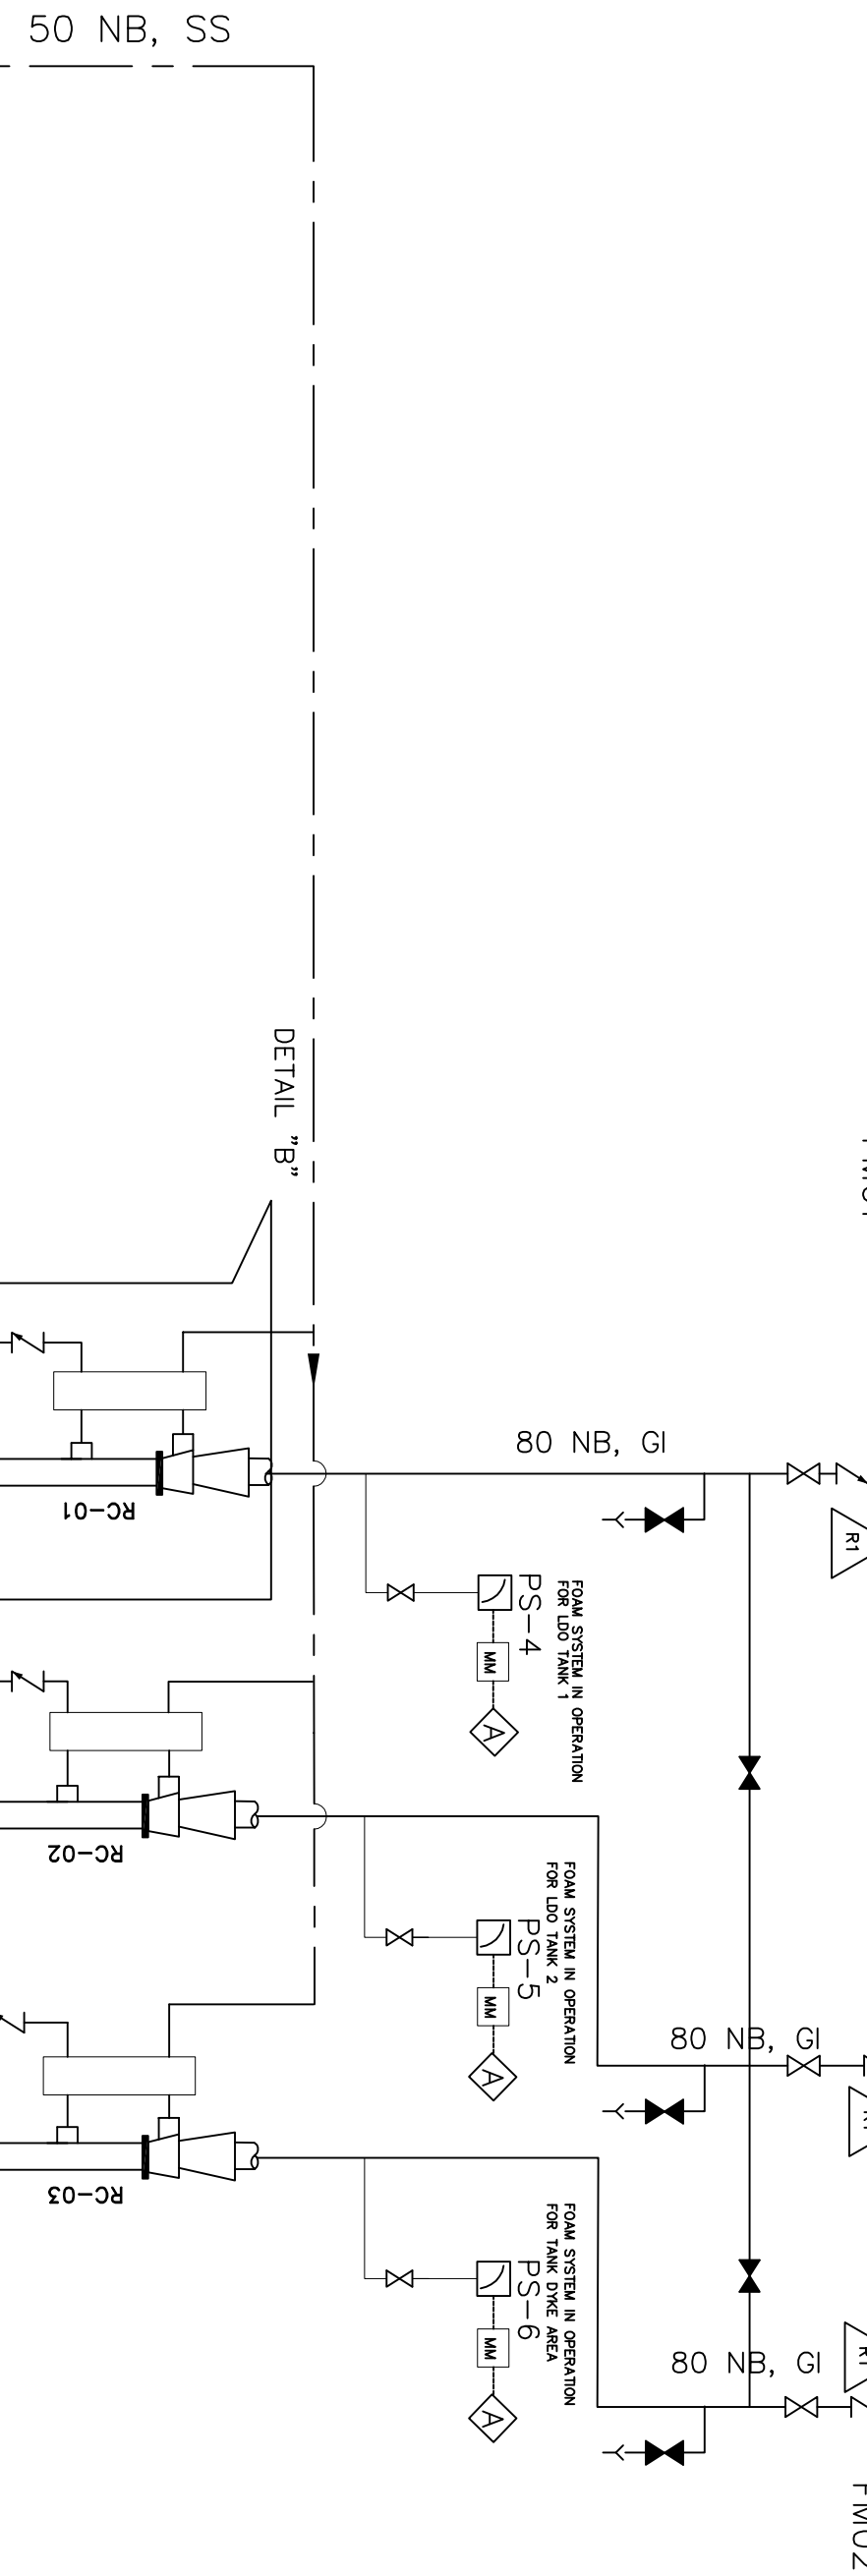 50 NB, SS
DETAIL "B"
80 NB, GI
R1
RC-01
FOAM SYSTEM IN OPERATION
FOR LDO TANK 1
PS-4
MM
A
RC-02
FOAM SYSTEM IN OPERATION
FOR LDO TANK 2
PS-5
MM
A
80 NB, GI
RC-03
FOAM SYSTEM IN OPERATION
FOR TANK DYKE AREA
PS-6
MM
A
80 NB, GI